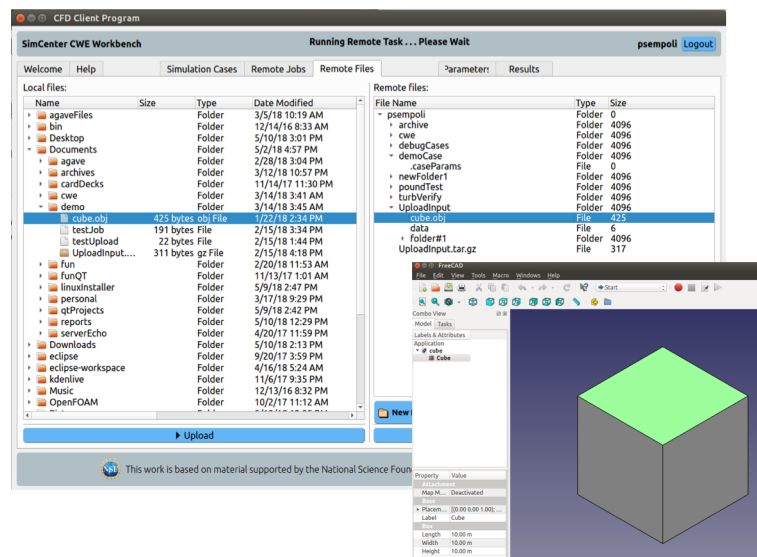 CFD Client Program
SimCenter CWE Workbench Running Remote Task . . . Please Wait psempoli Logout
Welcome Help Simulation Cases Remote Jobs Remote Files Parameters Results
Local files: Remote files:
Name Size Type Date Modified File Name Type Size
agaveFiles Folder 3/5/18 10:19 AM psempoli Folder 0
bin Folder 12/14/16 8:33 AM archive Folder 4096
Desktop Folder 5/10/18 3:01 PM cwe Folder 4096
Documents Folder 5/2/18 4:57 PM debugCases Folder 4096
agave Folder 2/28/18 3:04 PM demoCase Folder 4096
archives Folder 3/12/18 10:57 PM .caseParams File 0
cardDecks Folder 11/14/17 11:30 PM newFolder1 Folder 4096
cwe Folder 3/14/18 3:41 AM poundTest Folder 4096
demo Folder 3/14/18 3:45 AM turbVerify Folder 4096
UploadInput Folder 4096
cube.obj 425 bytes obj File 1/22/18 2:34 PM cube.obj File 425
testJob 191 bytes File 2/15/18 3:34 PM data File 6
testUpload 22 bytes File 2/15/18 1:44 PM folder#1 Folder 4096
UploadInput.... 311 bytes gz File 2/15/18 4:18 PM UploadInput.tar.gz File 317
fun Folder 2/20/18 11:53 AM
funQT Folder 11/13/17 1:01 AM
linuxInstaller Folder 5/9/18 2:47 PM
personal Folder 3/17/18 9:29 PM
qtProjects Folder 5/9/18 2:42 PM
reports Folder 5/10/18 12:29 PM
serverEcho Folder 4/20/17 11:59 PM
Downloads Folder 5/10/18 2:13 PM
eclipse Folder 9/20/17 3:59 PM
eclipse-workspace Folder 4/16/18 5:24 AM
kdenlive Folder 11/6/17 9:35 PM
Music Folder 12/13/16 8:32 PM
OpenFOAM Folder 10/2/17 11:12 AM
New
Upload
NSF This work is based on material supported by the National Science Foun
FreeCAD
File Edit View Tools Macro Windows Help
Start
Combo View
Model Tasks
Labels & Attributes
Application
cube
Cube
Property Value
Attachment
Map M... Deactivated
Base
Placem... [(0.00 0.00 1.00); ...
Label Cube
Box
Length 10.00 m
Width 10.00 m
Height 10.00 m